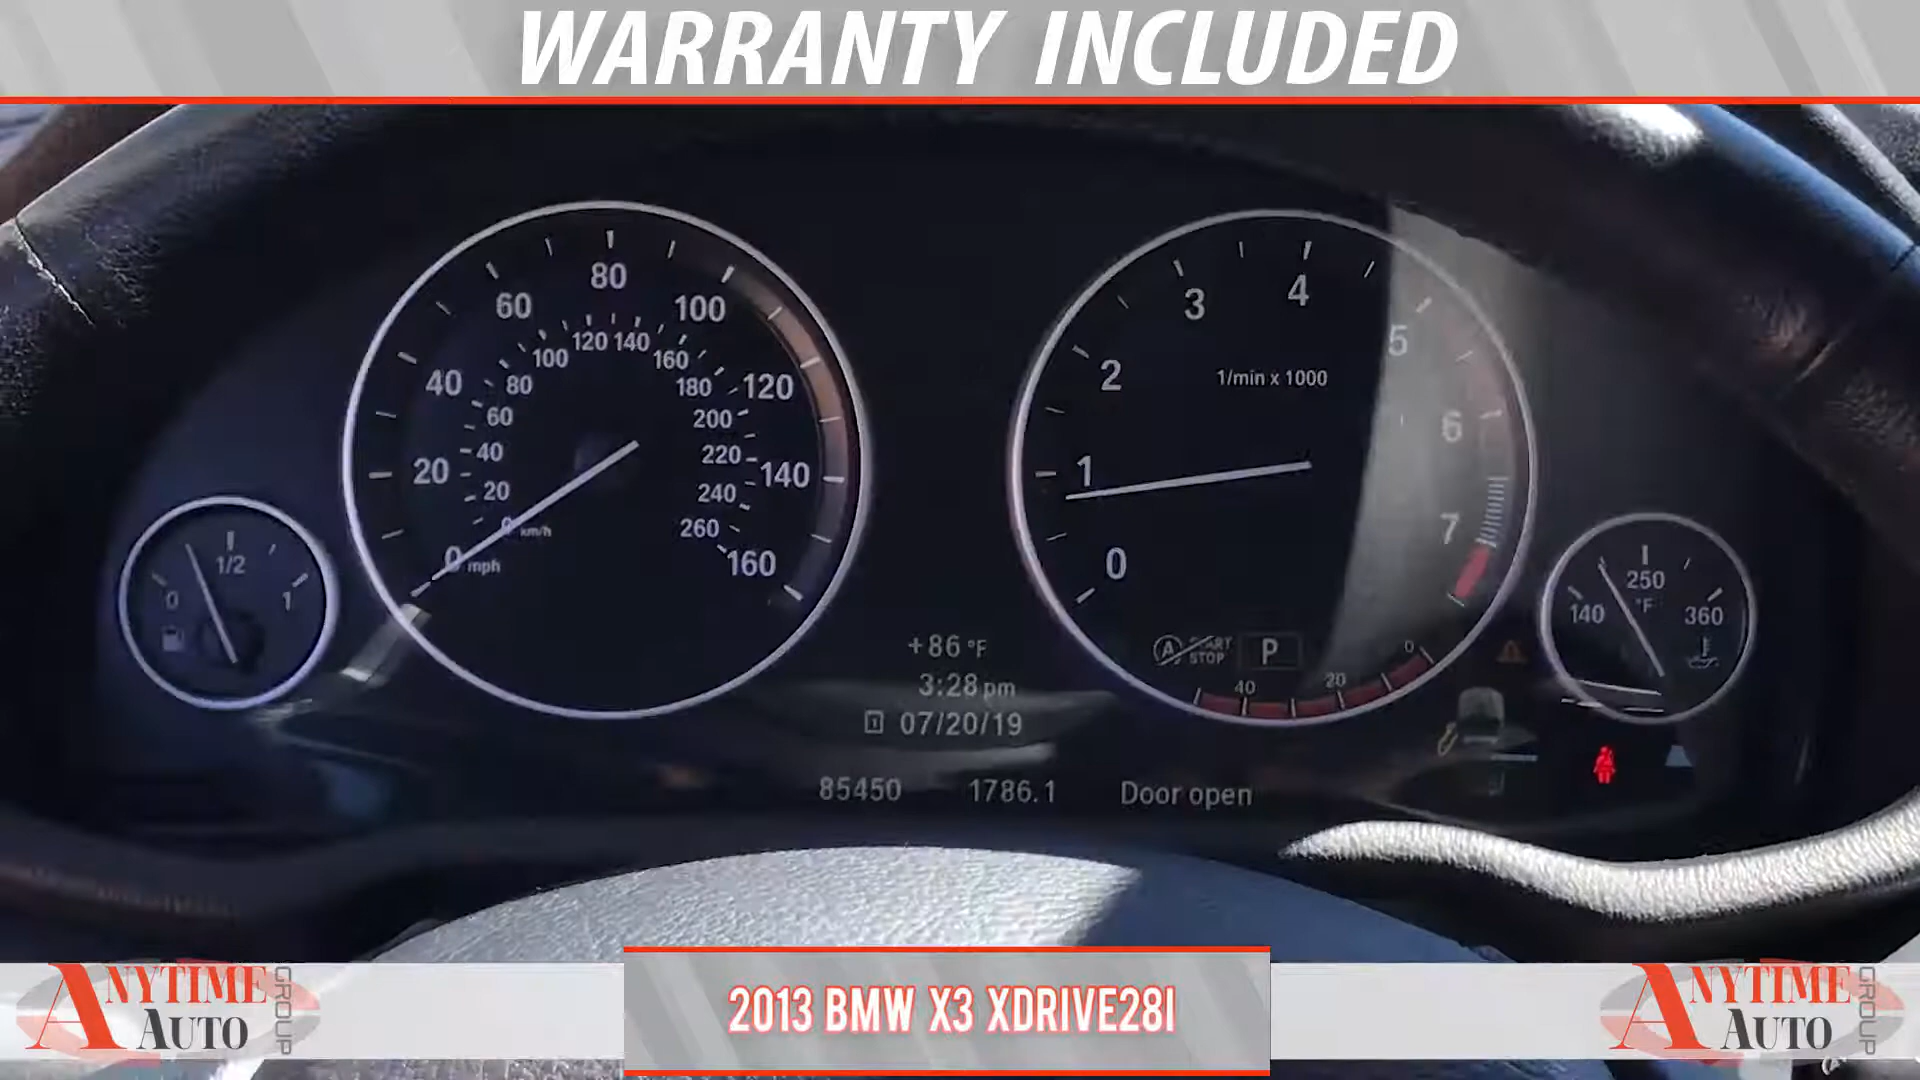 WARRANTY INCLUDED
80
60
100
40
120
20
140
0
mph
160
120
140
100
160
80
180
60
200
40
220
20
240
0
km/h
260
0
1/2
1
4
3
5
2
6
1
7
0
1/min x 1000
START
STOP
A
P
40
20
0
250
°F
140
360
+86 °F
3:28 pm
1 07/20/19
85450 1786.1 Door open
ANYTIME
AUTO
GROUP
2013 BMW X3 XDRIVE28I
ANYTIME
AUTO
GROUP